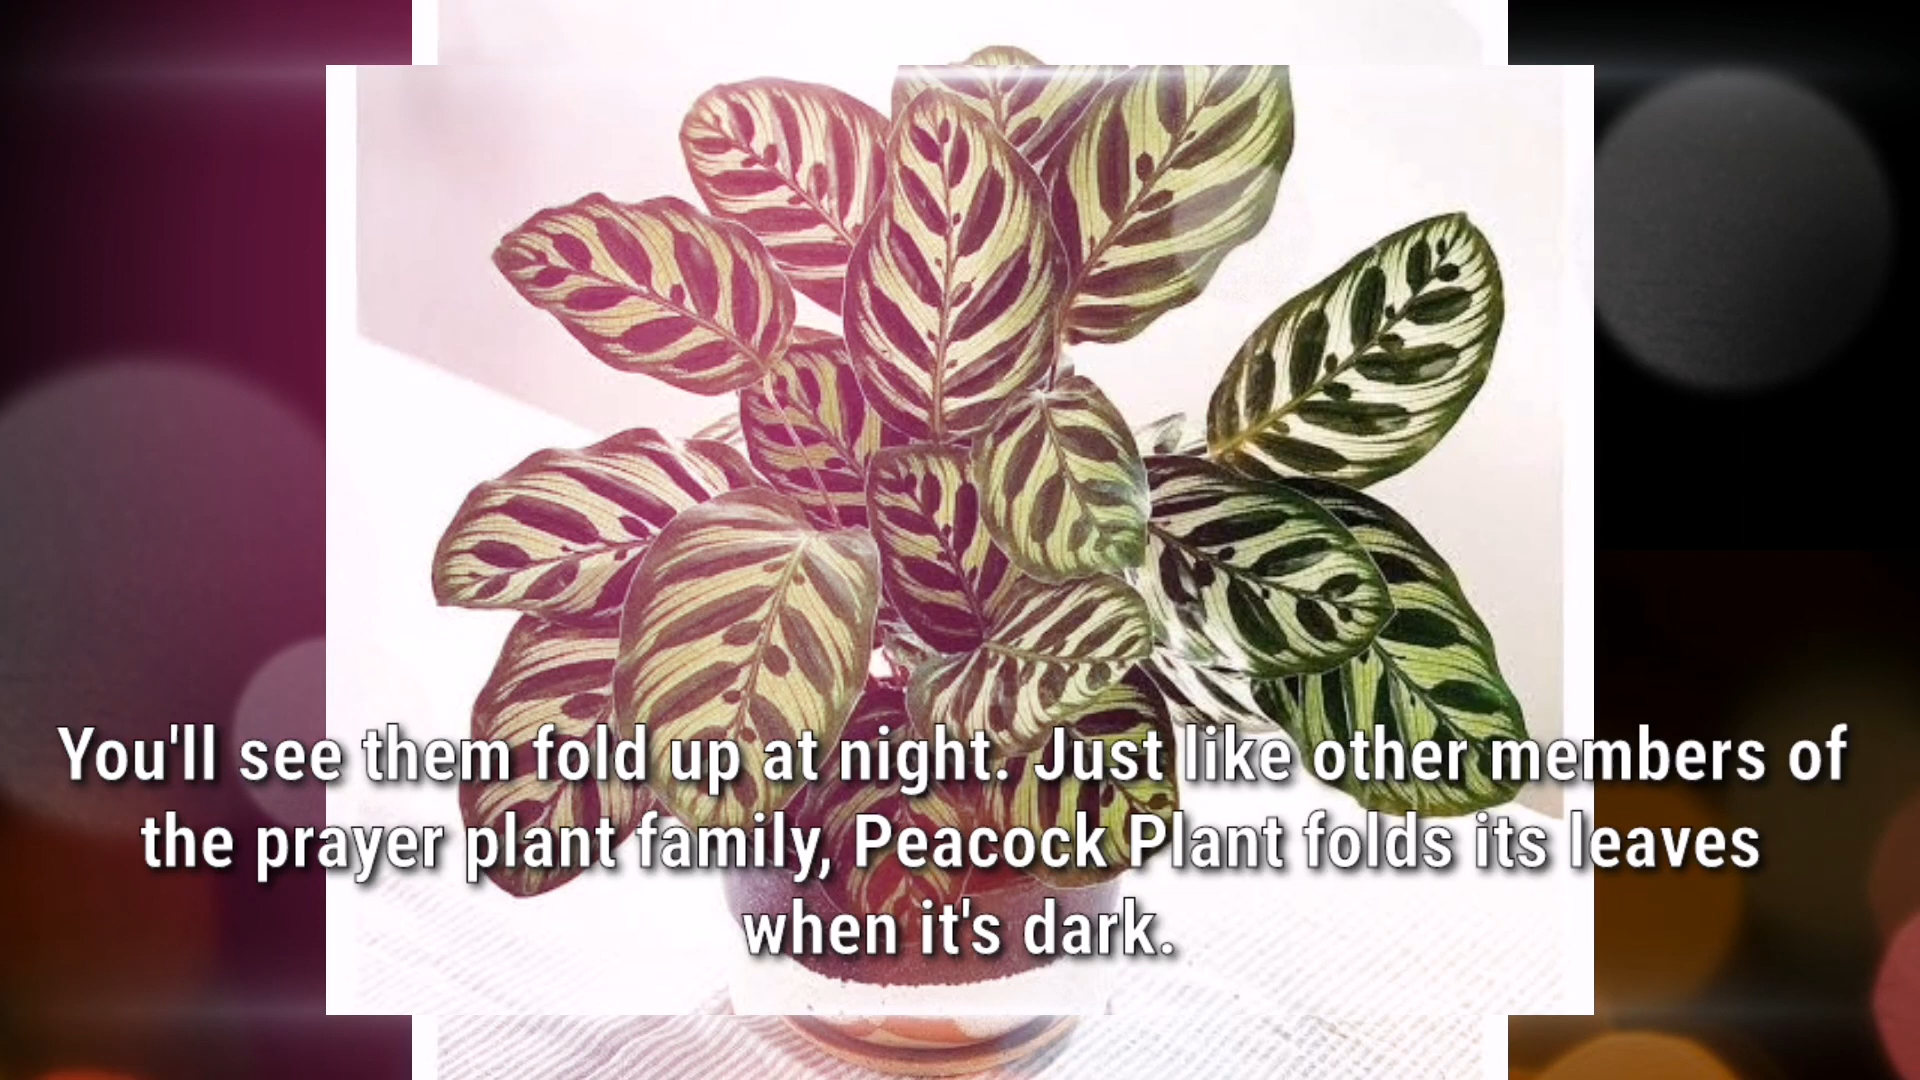 You'll see them fold up at night. Just like other members of
the prayer plant family, Peacock Plant folds its leaves
when it's dark.